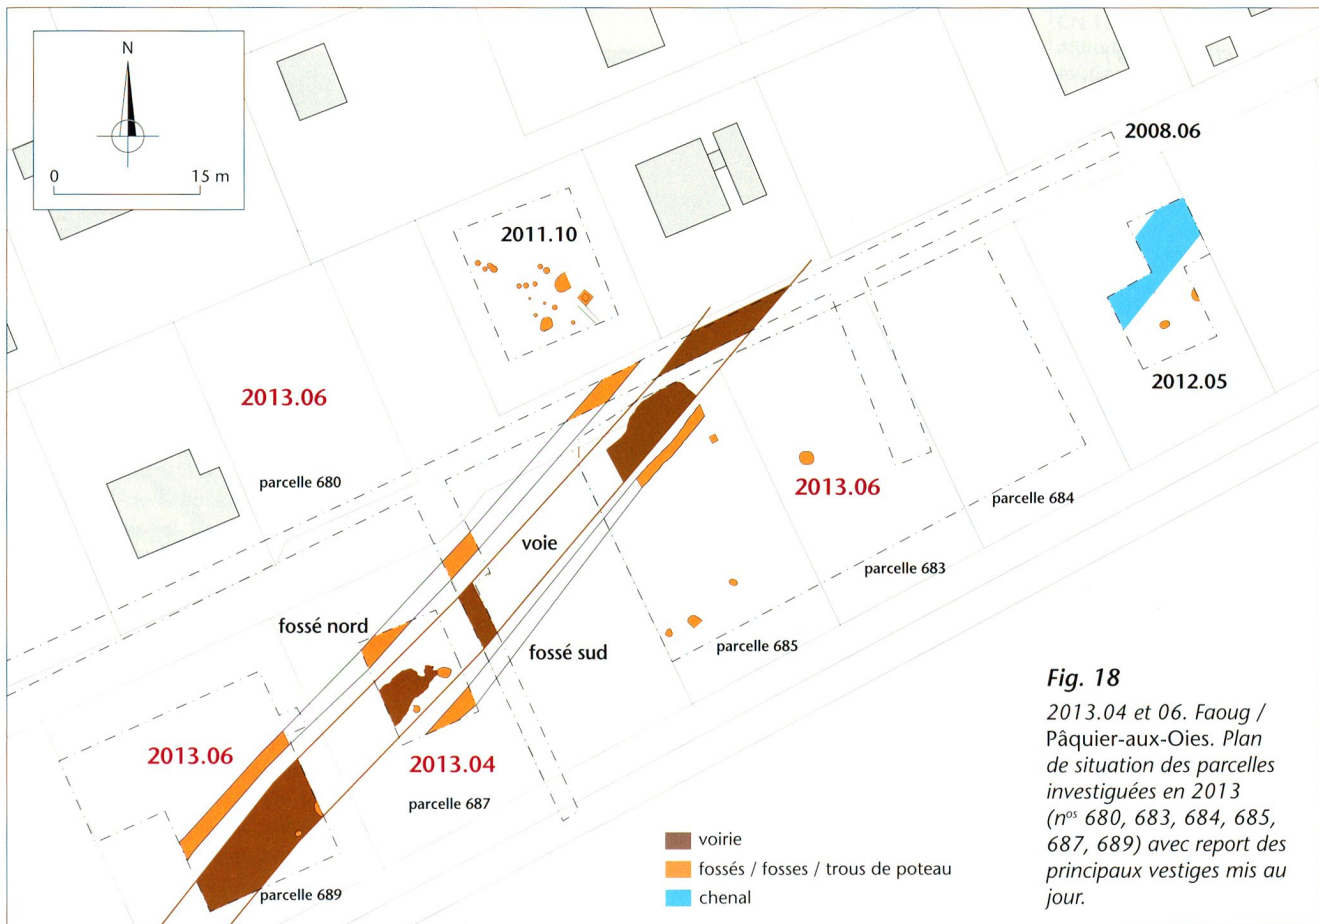 N
0 15 m
2008.06
2011.10
2012.05
2013.06
parcelle 680
2013.06
parcelle 684
voie
parcelle 683
fossé nord
fossé sud
parcelle 685
2013.06
2013.04
parcelle 687
parcelle 689
voirie
fossés / fosses / trous de poteau
chenal
Fig. 18
2013.04 et 06. Faoug /
Pâquier-aux-Oies. Plan
de situation des parcelles
investiguées en 2013
(nos 680, 683, 684, 685,
687, 689) avec report des
principaux vestiges mis au
jour.